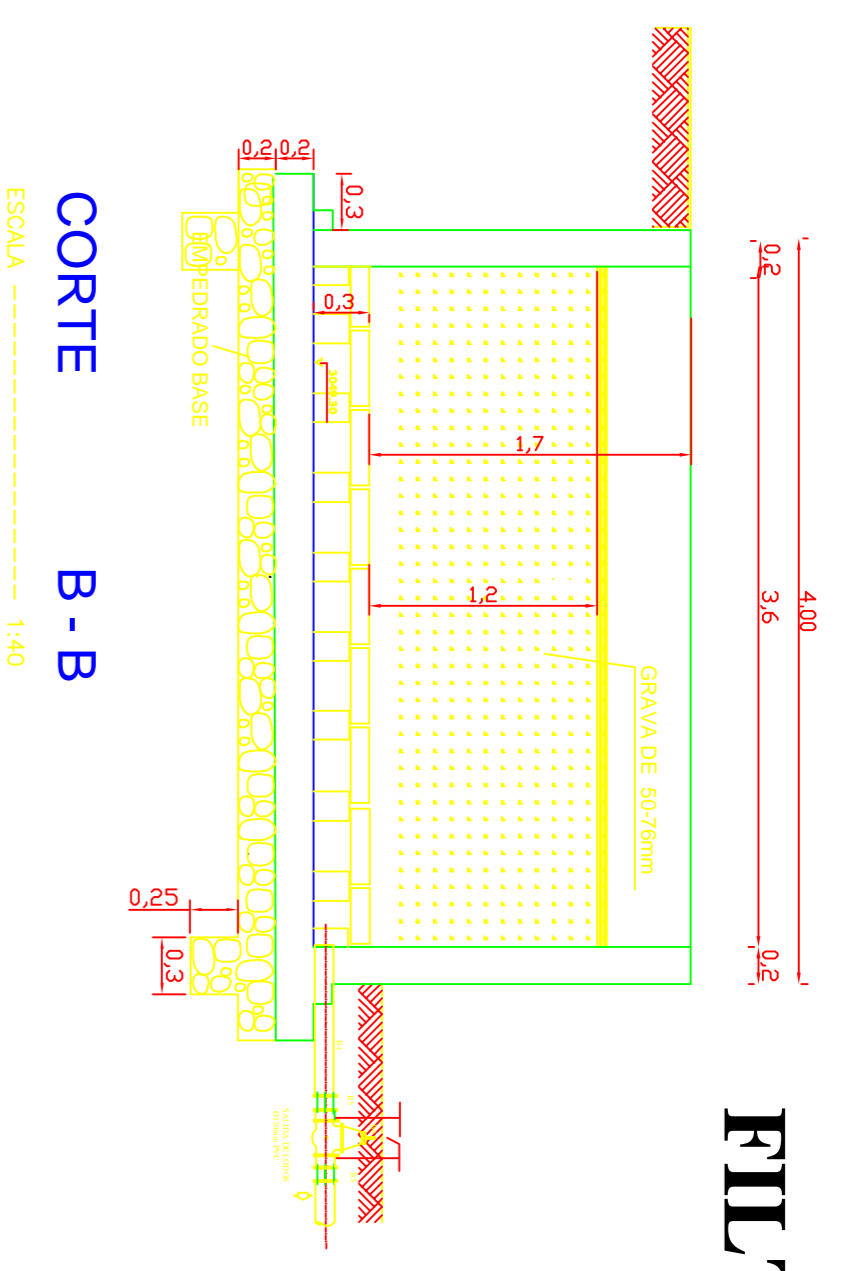 FIL
4,00
0,2
3,6
0,2
GRAVA DE 50-76mm
1,7
1,2
0,3
0,3
0,2
0,2
EMPEDRADO BASE
0,25
0,3
CORTE B - B
ESCALA 1:40